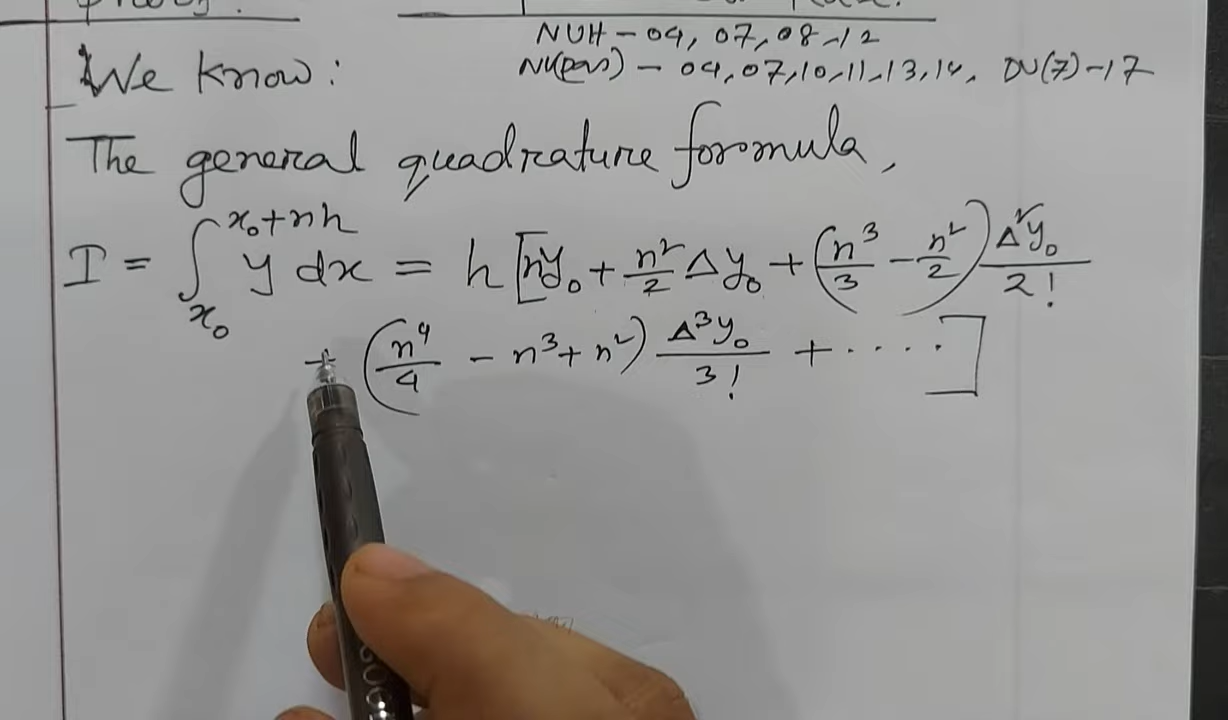 We know:
NUH - 04, 07, 08, 12
NU(pas) - 04, 07, 10, 11, 13, 14, DU(7) - 17
The general quadrature formula,
I = ∫_{x₀}^{x₀+nh} y dx = h [ny₀ + n²/2 Δy₀ + (n³/3 - n²/2) Δ²y₀/2!
+ (n⁴/4 - n³ + n²) Δ³y₀/3! + ....]